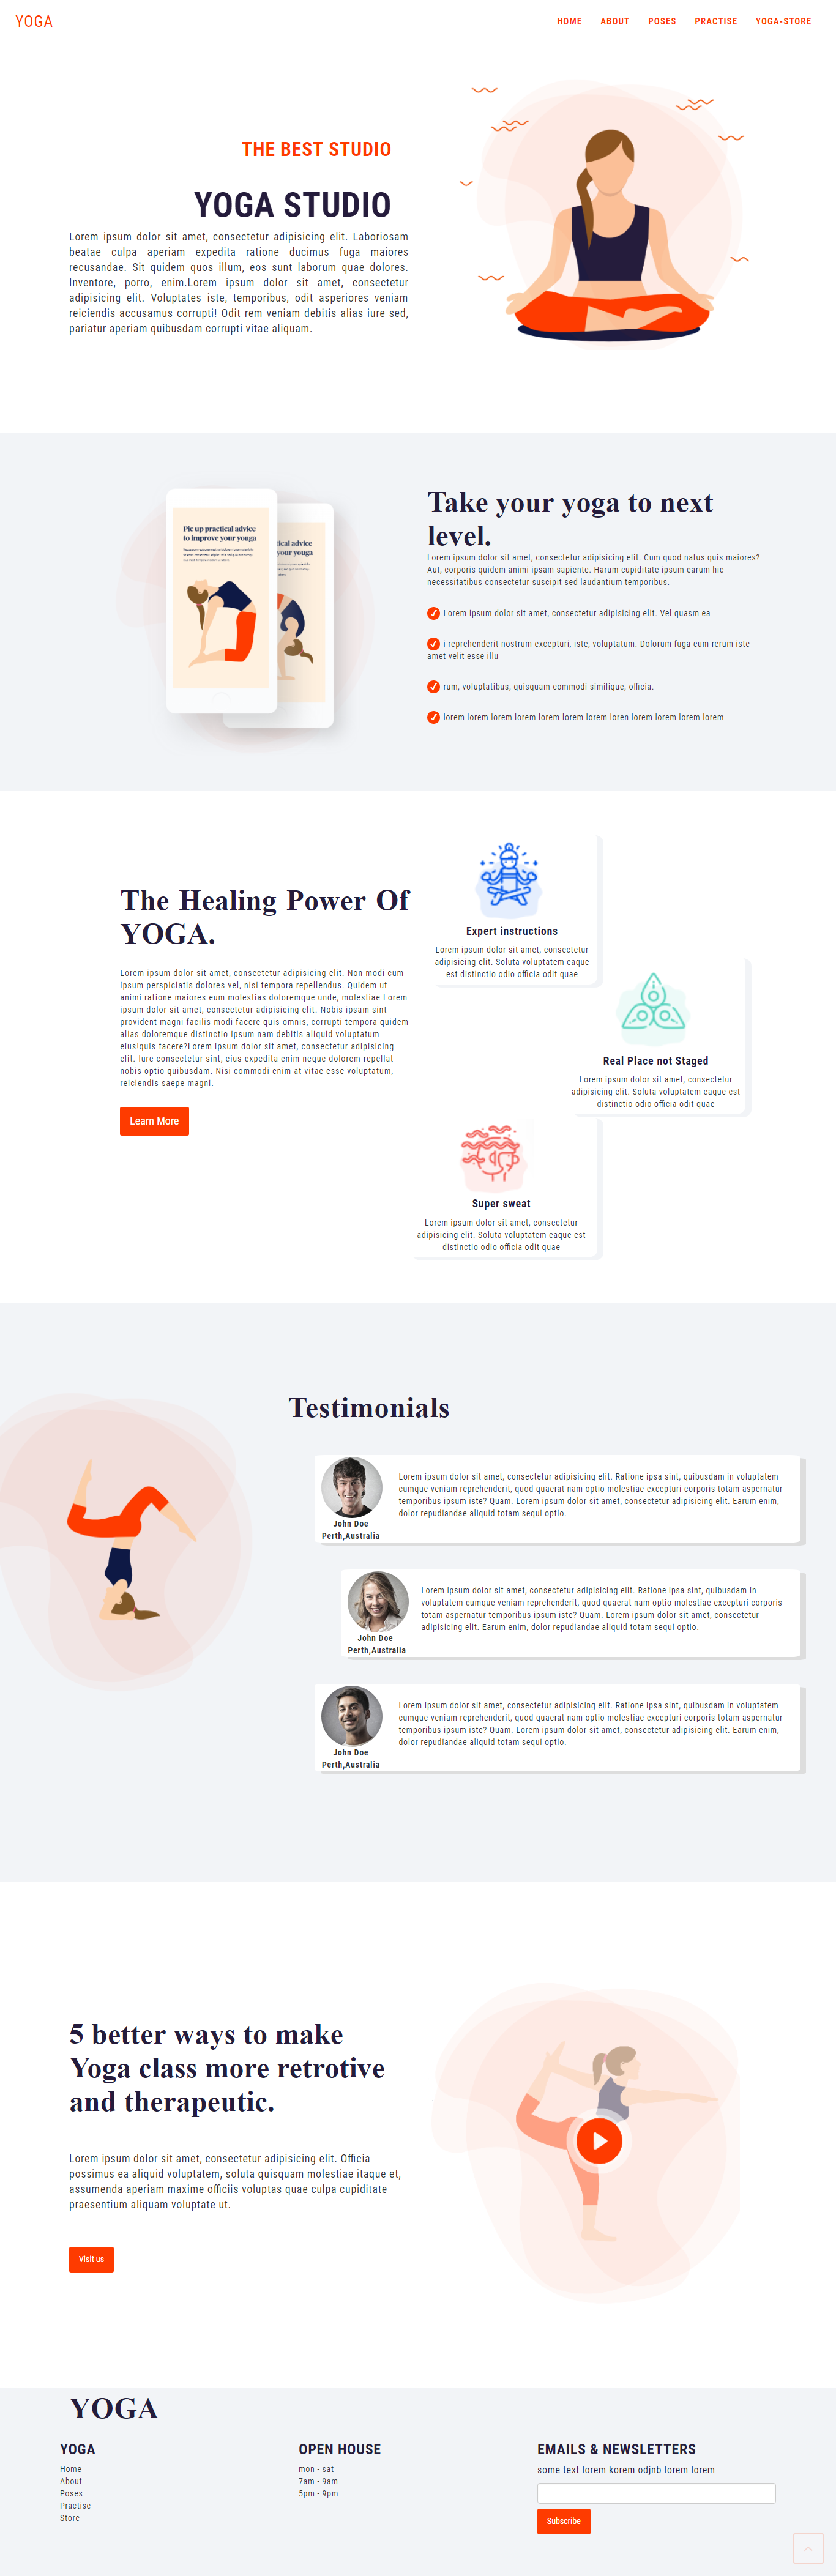 YOGA
HOME ABOUT POSES PRACTISE YOGA-STORE
THE BEST STUDIO
YOGA STUDIO
Lorem ipsum dolor sit amet, consectetur adipisicing elit. Laboriosam
beatae culpa aperiam expedita ratione ducimus fuga maiores
recusandae. Sit quidem quos illum, eos sunt laborum quae dolores.
Inventore, porro, enim.Lorem ipsum dolor sit amet, consectetur
adipisicing elit. Voluptates iste, temporibus, odit asperiores veniam
reiciendis accusamus corrupti! Odit rem veniam debitis alias iure sed,
pariatur aperiam quibusdam corrupti vitae aliquam.
Pic up practical advice
to improve your youga
ical advice
your youga
Take your yoga to next
level.
Lorem ipsum dolor sit amet, consectetur adipisicing elit. Cum quod natus quis maiores?
Aut, corporis quidem animi ipsam sapiente. Harum cupiditate ipsum earum hic
necessitatibus consectetur suscipit sed laudantium temporibus.
Lorem ipsum dolor sit amet, consectetur adipisicing elit. Vel quasm ea
i reprehenderit nostrum excepturi, iste, voluptatum. Dolorum fuga eum rerum iste
amet velit esse illu
rum, voluptatibus, quisquam commodi similique, officia.
lorem lorem lorem lorem lorem lorem lorem loren lorem lorem lorem lorem
The Healing Power Of
YOGA.
Lorem ipsum dolor sit amet, consectetur adipisicing elit. Non modi cum
ipsum perspiciatis dolores vel, nisi tempora repellendus. Quidem ut
animi ratione maiores eum molestias doloremque unde, molestiae Lorem
ipsum dolor sit amet, consectetur adipisicing elit. Nobis ipsam sint
provident magni facilis modi facere quis omnis, corrupti tempora quidem
alias doloremque distinctio ipsum nam debitis aliquid voluptatum
eius!quis facere?Lorem ipsum dolor sit amet, consectetur adipisicing
elit. Iure consectetur sint, eius expedita enim neque dolorem repellat
nobis optio quibusdam. Nisi commodi enim at vitae esse voluptatum,
reiciendis saepe magni.
Learn More
Expert instructions
Lorem ipsum dolor sit amet, consectetur
adipisicing elit. Soluta voluptatem eaque
est distinctio odio officia odit quae
Real Place not Staged
Lorem ipsum dolor sit amet, consectetur
adipisicing elit. Soluta voluptatem eaque est
distinctio odio officia odit quae
Super sweat
Lorem ipsum dolor sit amet, consectetur
adipisicing elit. Soluta voluptatem eaque est
distinctio odio officia odit quae
Testimonials
John Doe
Perth,Australia
Lorem ipsum dolor sit amet, consectetur adipisicing elit. Ratione ipsa sint, quibusdam in voluptatem
cumque veniam reprehenderit, quod quaerat nam optio molestiae excepturi corporis totam aspernatur
temporibus ipsum iste? Quam. Lorem ipsum dolor sit amet, consectetur adipisicing elit. Earum enim,
dolor repudiandae aliquid totam sequi optio.
John Doe
Perth,Australia
Lorem ipsum dolor sit amet, consectetur adipisicing elit. Ratione ipsa sint, quibusdam in
voluptatem cumque veniam reprehenderit, quod quaerat nam optio molestiae excepturi corporis
totam aspernatur temporibus ipsum iste? Quam. Lorem ipsum dolor sit amet, consectetur
adipisicing elit. Earum enim, dolor repudiandae aliquid totam sequi optio.
John Doe
Perth,Australia
Lorem ipsum dolor sit amet, consectetur adipisicing elit. Ratione ipsa sint, quibusdam in voluptatem
cumque veniam reprehenderit, quod quaerat nam optio molestiae excepturi corporis totam aspernatur
temporibus ipsum iste? Quam. Lorem ipsum dolor sit amet, consectetur adipisicing elit. Earum enim,
dolor repudiandae aliquid totam sequi optio.
5 better ways to make
Yoga class more retrotive
and therapeutic.
Lorem ipsum dolor sit amet, consectetur adipisicing elit. Officia
possimus ea aliquid voluptatem, soluta quisquam molestiae itaque et,
assumenda aperiam maxime officiis voluptas quae culpa cupiditate
praesentium aliquam voluptate ut.
Visit us
YOGA
YOGA
Home
About
Poses
Practise
Store
OPEN HOUSE
mon - sat
7am - 9am
5pm - 9pm
EMAILS & NEWSLETTERS
some text lorem korem odjnb lorem lorem
Subscribe